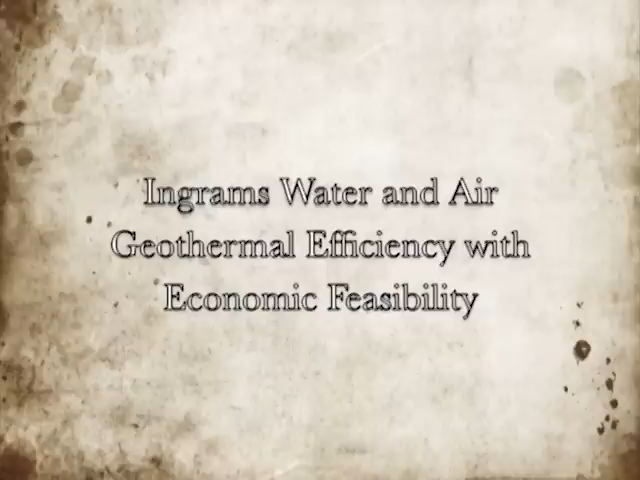 Ingrams Water and Air
Geothermal Efficiency with
Economic Feasibility